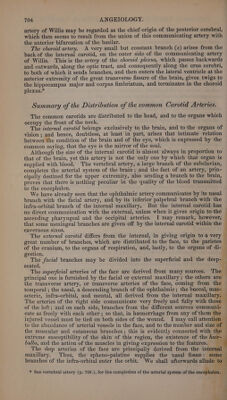 704 ANGEIOLOGY.
artery of Willis may be regarded as the chief origin of the posterior cerebral,
which then seems to result from the union of this communicating artery with
the anterior bifurcation of the basilar.
The choroid artery. A very small but constant branch (s) arises from the
back of the internal carotid, on the outer side of the communicating artery
of Willis. This is the artery of the choroid plexus, which passes backwards
and outwards, along the optic tract, and consequently along the crus cerebri,
to both of which it sends branches, and then enters the lateral ventricle at the
anterior extremity of the great transverse fissure of the brain, gives twigs to
the hippocampus major and corpus fimbriatum, and terminates in the choroid
plexus.*
Summary of the Distribution of the common Carotid Arteries.
The common carotids are distributed to the head, and to the organs which
occupy the front of the neck.
The internal carotid belongs exclusively to the brain, and to the organs of
vision; and hence, doubtless, at least in part, arises that intimate relation
between the condition of the brain and of the eye, which is expressed by the
common saying, that the eye is the mirror of the soul.
Although the size of the internal carotid is almost always in proportion to
that of the brain, yet this artery is not the only one by which that organ is
supplied with blood. The vertebral artery, a large branch of the subclavian,
completes the arterial system of the brain; and the fact of an artery, prin-
cipally destined for the upper extremity, also sending a branch to the brain,
proves that there is nothing peculiar in the quality of the blood transmitted
to the encephalon.
We have already seen that the ophthalmic artery communicates by its nasal
branch with the facial artery, and by its inferior palpebral branch with the
infra-orbital branch of the internal maxillary. But the internal carotid has
no direct communication with the external, unless when it gives origin to the
ascending pharyngeal and the occipital arteries. I may remark, however,
that some meningeal branches are given off by the internal carotid within the
cavernous sinus.
The external carotid differs from the internal, in giving origin to a very
great number of branches, which are distributed to the face, to the parietes
of the cranium, to the organs of respiration, and, lastly, to the organs of di-
gestion.
The facial branches may be divided into the superficial and the deep-
seated.
The superficial arteries of the face are derived from many sources. The
principal one is furnished by the facial or external maxillary; the others are
the transverse artery, or transverse arteries of the face, coming from the
temporal; the nasal, a descending branch of the ophthalmic; the buccal, mas-
seteric, infra-orbital, and mental, all derived from the internal maxillary.
The arteries of the right side communicate very freely and fully with those
of the left; and on each side, branches from the different sources communi-
cate as freely with each other; so that, in hæmorrhage from any of them the
injured vessel must be tied on both sides of the wound. I may call attention
to the abundance of arterial vessels in the face, and to the number and size of
the muscular and cutaneous branches; this is evidently connected with the
extreme susceptibility of the skin of this region, the existence of the hair-
bulbs, and the action of the muscles in giving expression to the features.
The deep arteries of the face are principally derived from the internal
maxillary. Thus, the spheno-palatine supplies the nasal fossæ: some
branches of the infra-orbital enter the orbit. We shall afterwards allude to
* See vertebral artery (p. 708.), for the completion of the arterial system of the encephalon.